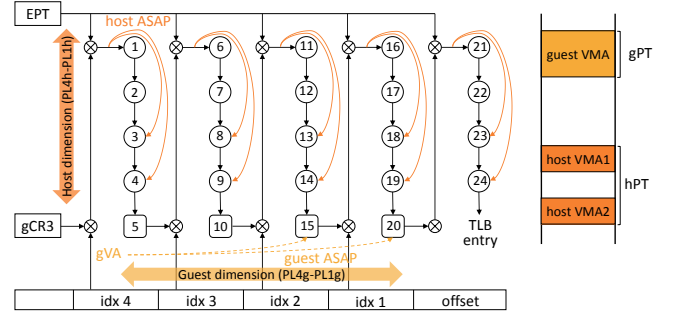 EPT
host ASAP
1 6 11 16 21
2 7 12 17 22
3 8 13 18 23
4 9 14 19 24
Host dimension (PL4h-PL1h)
gCR3
5 10 15 20
TLB
entry
gVA
guest ASAP
Guest dimension (PL4g-PL1g)
idx 4 idx 3 idx 2 idx 1 offset
guest VMA
gPT
host VMA1
hPT
host VMA2